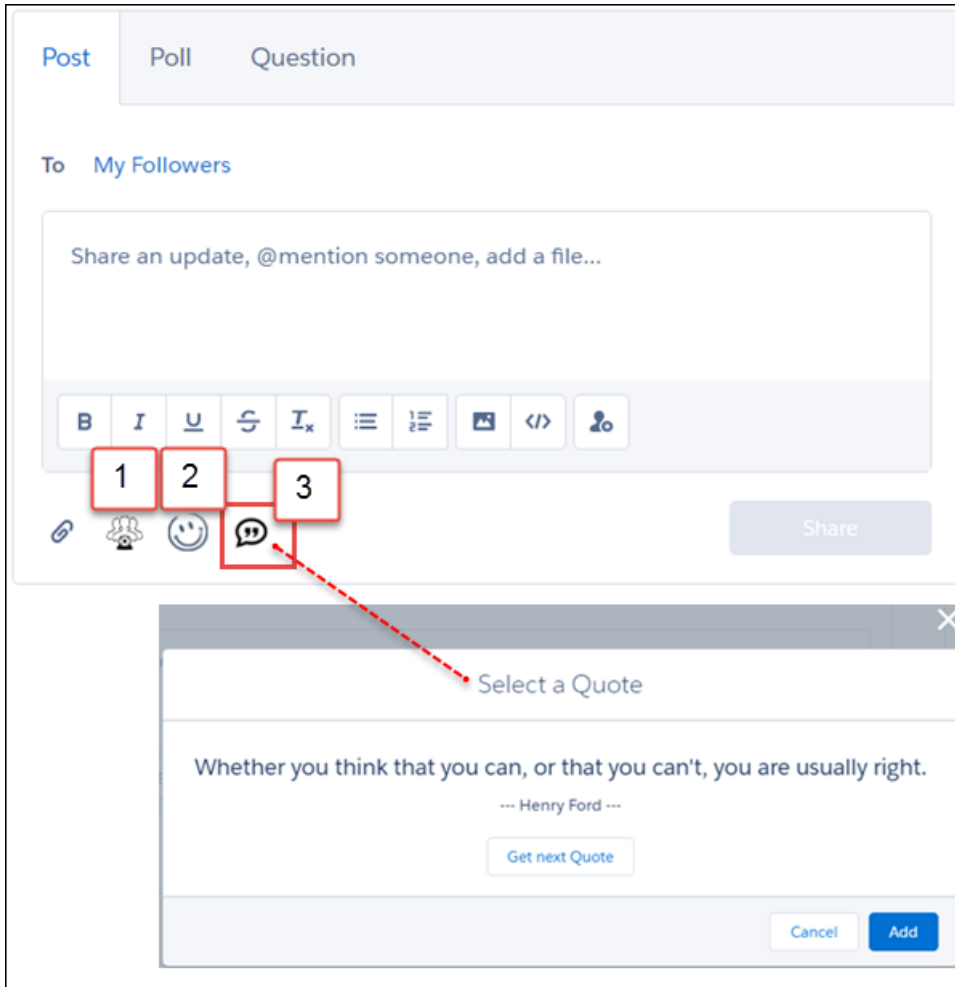 Post Poll Question
To My Followers
Share an update, @mention someone, add a file...
B I U S Tx
1 2 3
Share
Select a Quote
Whether you think that you can, or that you can't, you are usually right.
--- Henry Ford ---
Get next Quote
Cancel Add